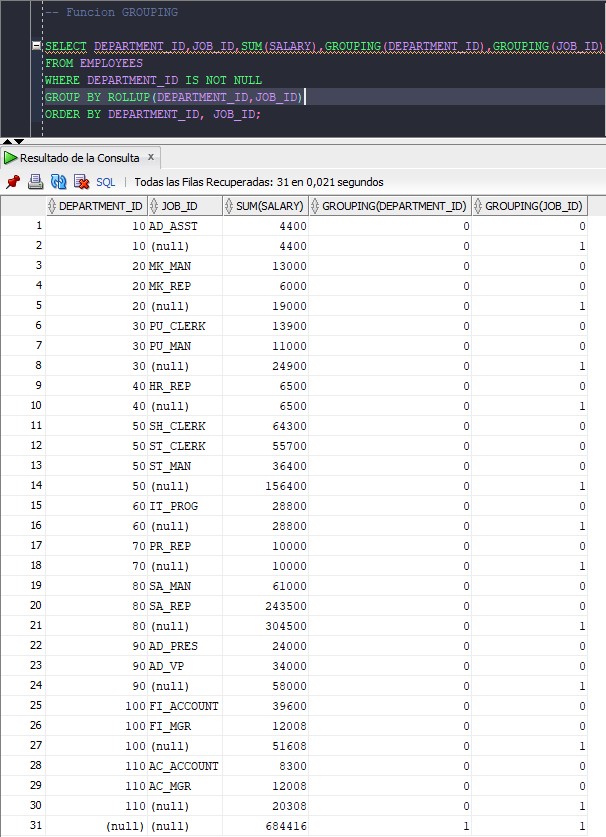 -- Funcion GROUPING
SELECT DEPARTMENT_ID,JOB_ID,SUM(SALARY),GROUPING(DEPARTMENT_ID),GROUPING(JOB_ID)
FROM EMPLOYEES
WHERE DEPARTMENT_ID IS NOT NULL
GROUP BY ROLLUP(DEPARTMENT_ID,JOB_ID)
ORDER BY DEPARTMENT_ID, JOB_ID;
Resultado de la Consulta x
SQL | Todas las Filas Recuperadas: 31 en 0,021 segundos
DEPARTMENT_ID JOB_ID SUM(SALARY) GROUPING(DEPARTMENT_ID) GROUPING(JOB_ID)
1 10 AD_ASST 4400 0 0
2 10 (null) 4400 0 1
3 20 MK_MAN 13000 0 0
4 20 MK_REP 6000 0 0
5 20 (null) 19000 0 1
6 30 PU_CLERK 13900 0 0
7 30 PU_MAN 11000 0 0
8 30 (null) 24900 0 1
9 40 HR_REP 6500 0 0
10 40 (null) 6500 0 1
11 50 SH_CLERK 64300 0 0
12 50 ST_CLERK 55700 0 0
13 50 ST_MAN 36400 0 0
14 50 (null) 156400 0 1
15 60 IT_PROG 28800 0 0
16 60 (null) 28800 0 1
17 70 PR_REP 10000 0 0
18 70 (null) 10000 0 1
19 80 SA_MAN 61000 0 0
20 80 SA_REP 243500 0 0
21 80 (null) 304500 0 1
22 90 AD_PRES 24000 0 0
23 90 AD_VP 34000 0 0
24 90 (null) 58000 0 1
25 100 FI_ACCOUNT 39600 0 0
26 100 FI_MGR 12008 0 0
27 100 (null) 51608 0 1
28 110 AC_ACCOUNT 8300 0 0
29 110 AC_MGR 12008 0 0
30 110 (null) 20308 0 1
31 (null) (null) 684416 1 1